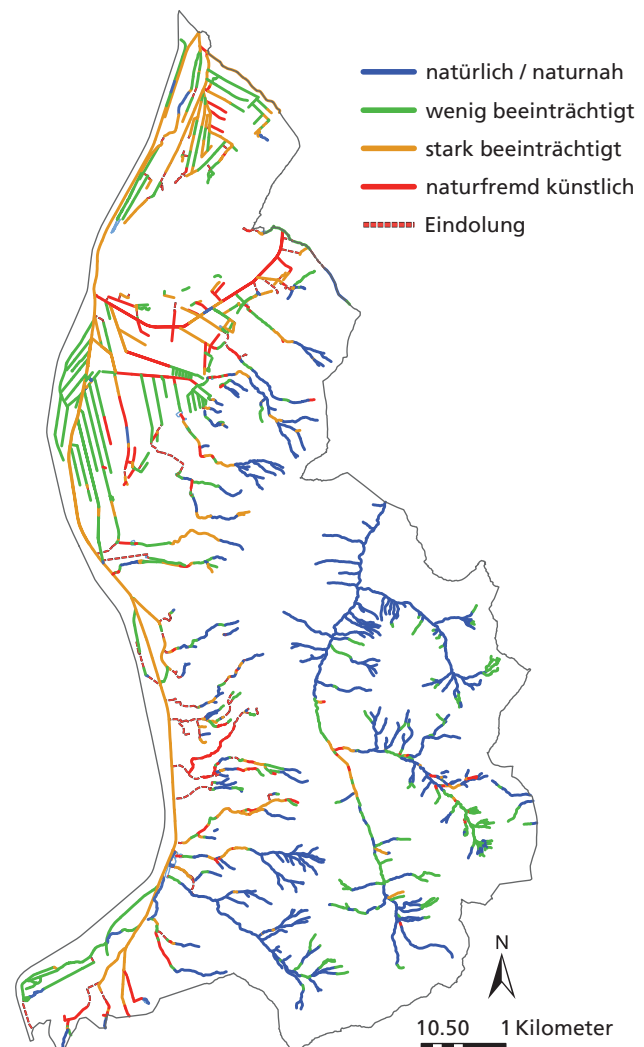 natürlich / naturnah
wenig beeinträchtigt
stark beeinträchtigt
naturfremd künstlich
Eindolung
N
10.50 1 Kilometer